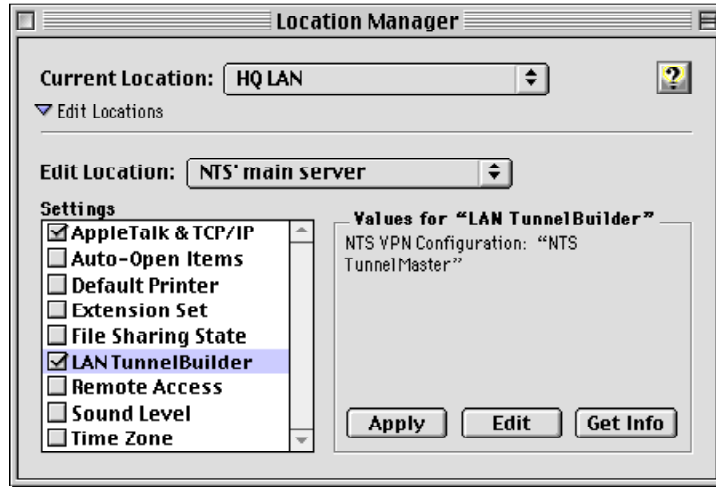 Location Manager
Current Location: HQ LAN
Edit Locations
Edit Location: NTS' main server
Settings
AppleTalk & TCP/IP
Auto-Open Items
Default Printer
Extension Set
File Sharing State
LAN TunnelBuilder
Remote Access
Sound Level
Time Zone
Values for “LAN TunnelBuilder”
NTS VPN Configuration: “NTS
TunnelMaster”
Apply Edit Get Info